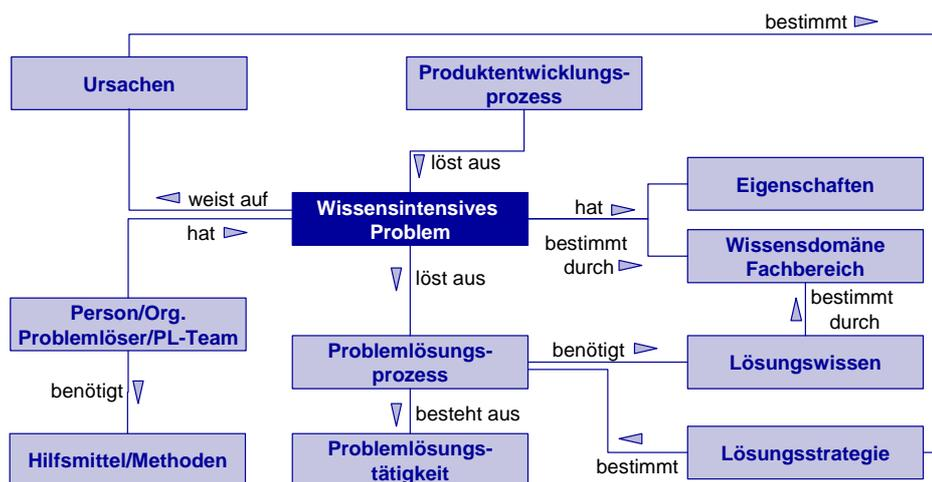 bestimmt
Ursachen
Produktentwicklungs-
prozess
löst aus
weist auf
Wissensintensives
Problem
hat
hat
Eigenschaften
bestimmt
durch
Wissensdomäne
Fachbereich
löst aus
bestimmt
durch
Person/Org.
Problemlöser/PL-Team
Problemlösungs-
prozess
benötigt
Lösungswissen
benötigt
besteht aus
Hilfsmittel/Methoden
Problemlösungs-
tätigkeit
bestimmt
Lösungsstrategie